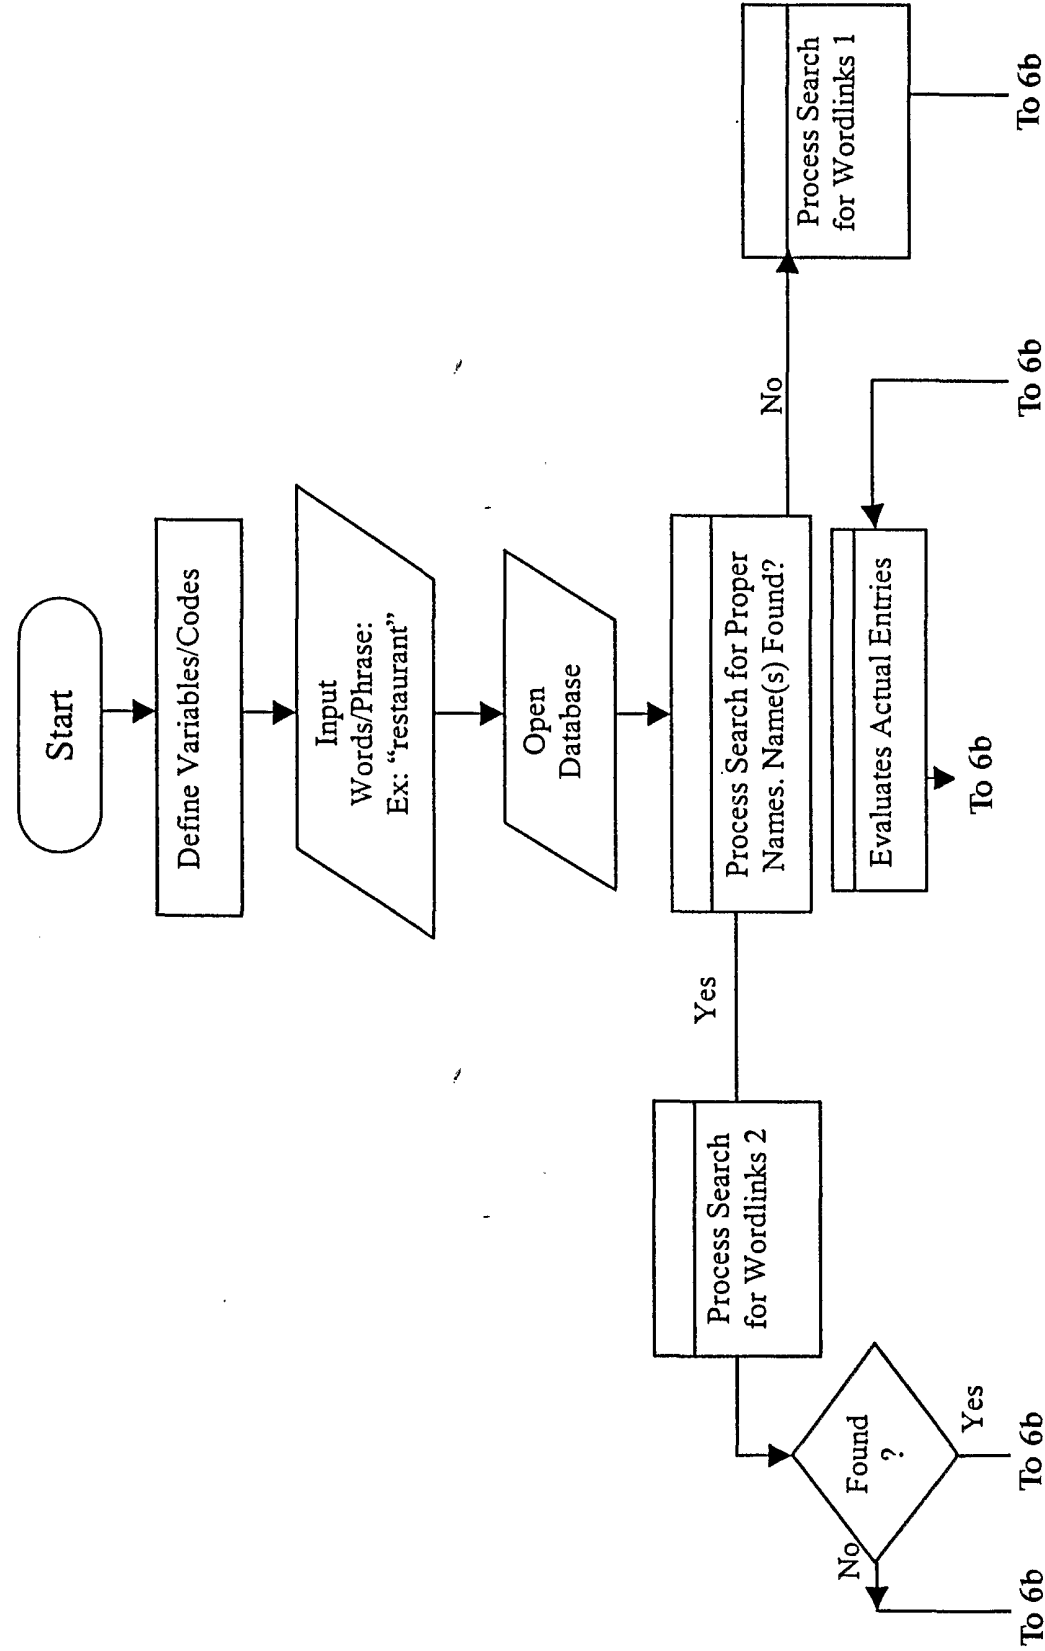 Start
Define Variables/Codes
Input
Words/Phrase:
Ex: “restaurant”
Open
Database
Process Search for Proper
Names. Name(s) Found?
Yes
No
Process Search
for Wordlinks 2
Process Search
for Wordlinks 1
Evaluates Actual Entries
Found
?
No
Yes
To 6b
To 6b
To 6b
To 6b
To 6b